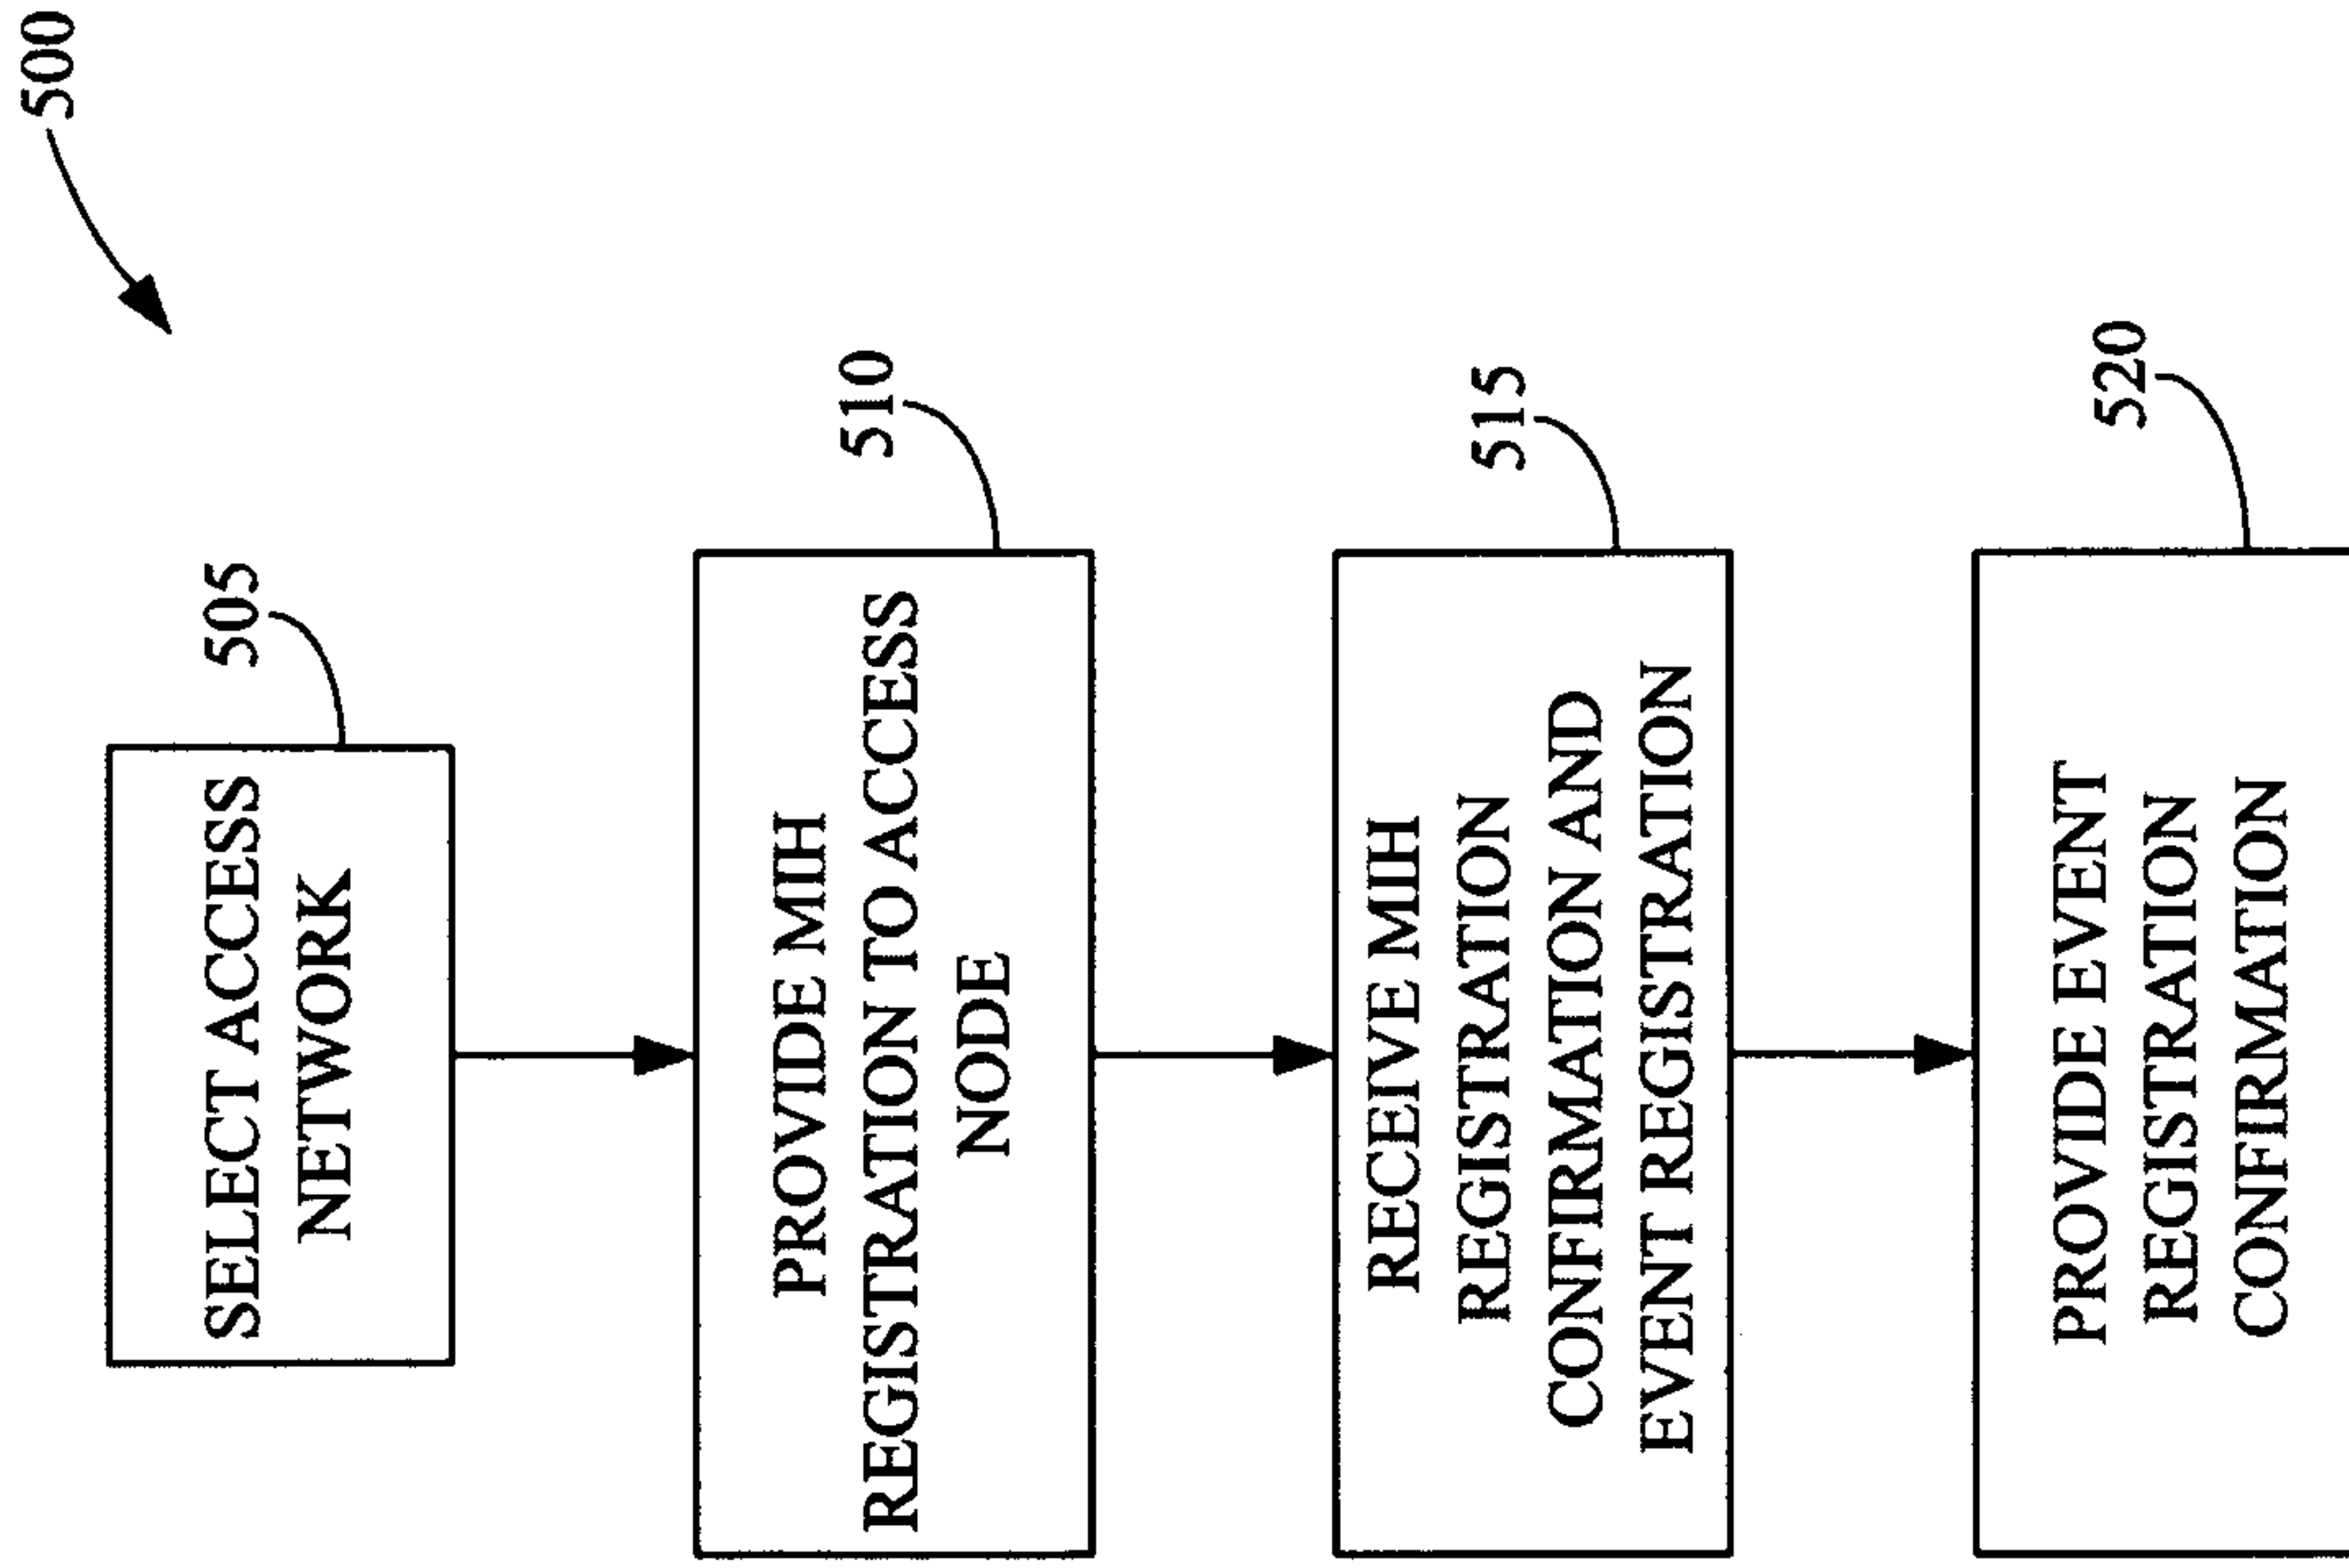 500
505
SELECT ACCESS
NETWORK
510
PROVIDE MIH
REGISTRATION TO ACCESS
NODE
515
RECEIVE MIH
REGISTRATION
CONFIRMATION AND
EVENT REGISTRATION
520
PROVIDE EVENT
REGISTRATION
CONFIRMATION